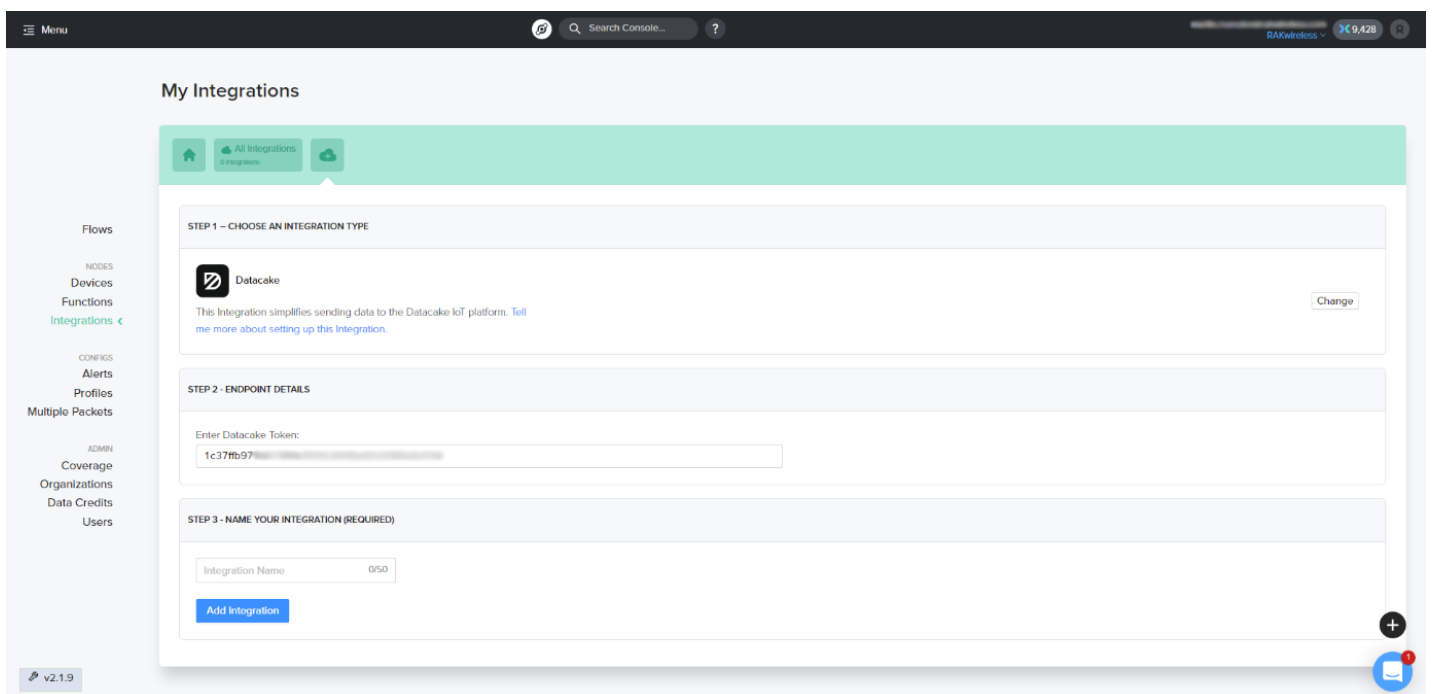 Menu
Search Console...
?
RAKwireless
9,428
My Integrations
All Integrations
0 Integrations
Flows
NODES
Devices
Functions
Integrations
CONFIGS
Alerts
Profiles
Multiple Packets
ADMIN
Coverage
Organizations
Data Credits
Users
STEP 1 – CHOOSE AN INTEGRATION TYPE
Datacake
This Integration simplifies sending data to the Datacake IoT platform. Tell
me more about setting up this Integration.
Change
STEP 2 - ENDPOINT DETAILS
Enter Datacake Token:
1c37ffb97
STEP 3 - NAME YOUR INTEGRATION (REQUIRED)
Integration Name 0/50
Add Integration
1
v2.1.9